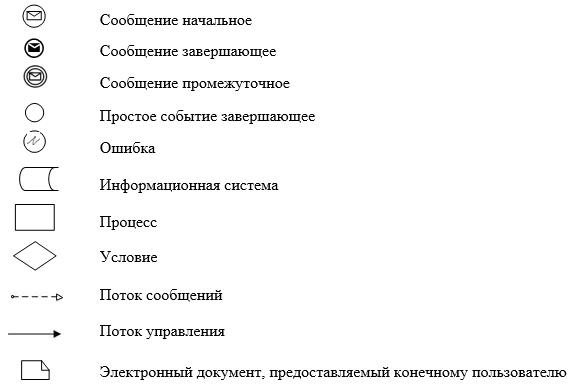 Сообщение начальное
Сообщение завершающее
Сообщение промежуточное
Простое событие завершающее
Ошибка
Информационная система
Процесс
Условие
Поток сообщений
Поток управления
Электронный документ, предоставляемый конечному пользователю